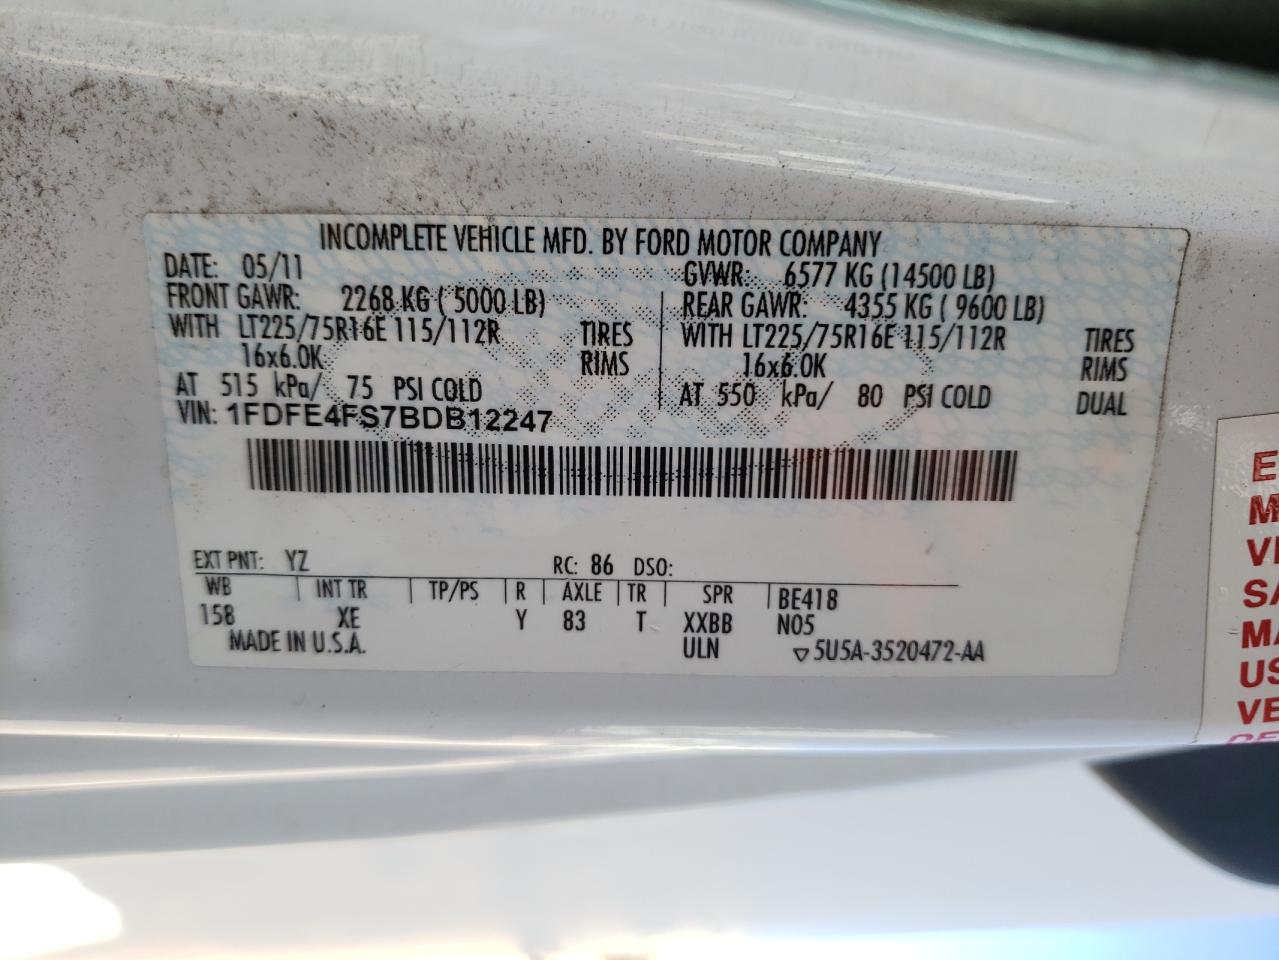 INCOMPLETE VEHICLE MFD. BY FORD MOTOR COMPANY
DATE: 05/11 GVWR: 6577 KG (14500 LB)
FRONT GAWR: 2268 KG ( 5000 LB) REAR GAWR: 4355 KG ( 9600 LB)
WITH LT225/75R16E 115/112R TIRES WITH LT225/75R16E 115/112R TIRES
16x6.0K RIMS 16x6.0K RIMS
AT 515 kPa/ 75 PSI COLD AT 550 kPa/ 80 PSI COLD DUAL
VIN: 1FDFE4FS7BDB12247
EXT PNT: YZ RC: 86 DSO:
WB | INT TR | TP/PS | R | AXLE | TR | SPR | BE418
158 XE Y 83 T XXBB N05
MADE IN U.S.A. ULN ▽5U5A-3520472-AA